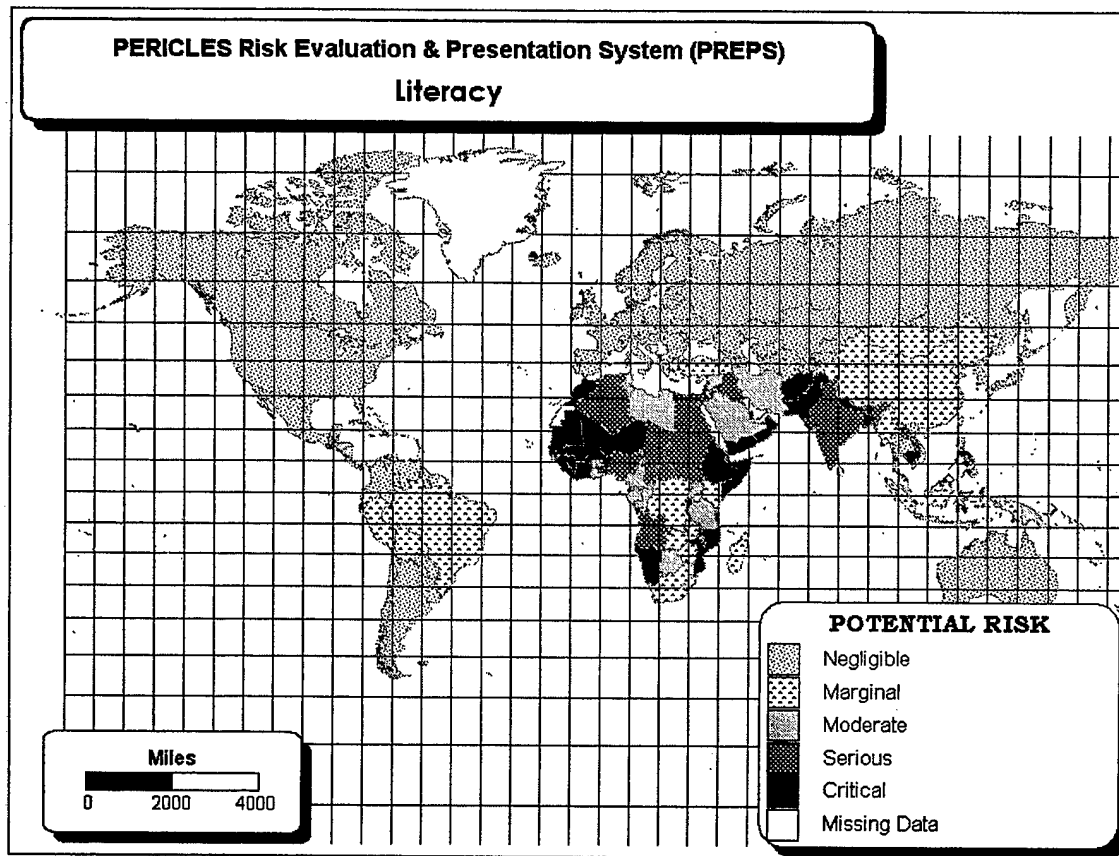 PERICLES Risk Evaluation & Presentation System (PREPS)
Literacy
POTENTIAL RISK
Negligible
Marginal
Moderate
Serious
Critical
Missing Data
Miles
0 2000 4000